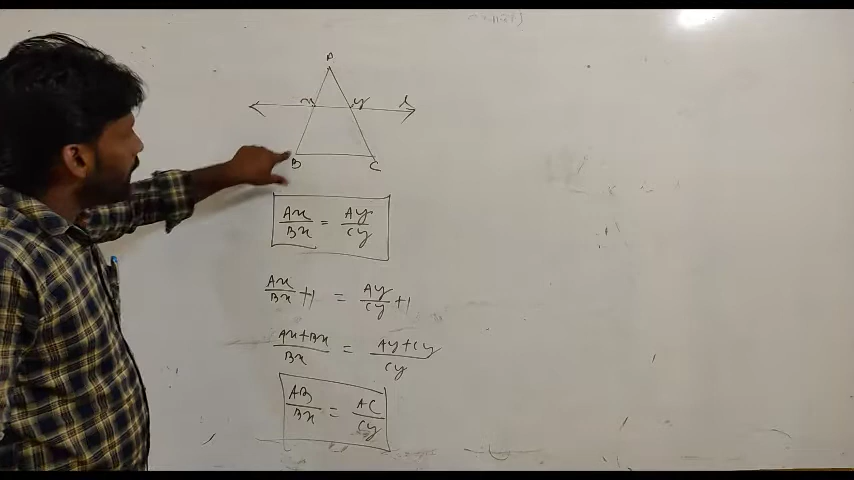 A
x y l
B C
Ax/Bx = Ay/Cy
Ax/Bx + 1 = Ay/Cy + 1
Ax+Bx/Bx = Ay+Cy/Cy
AB/Bx = AC/Cy